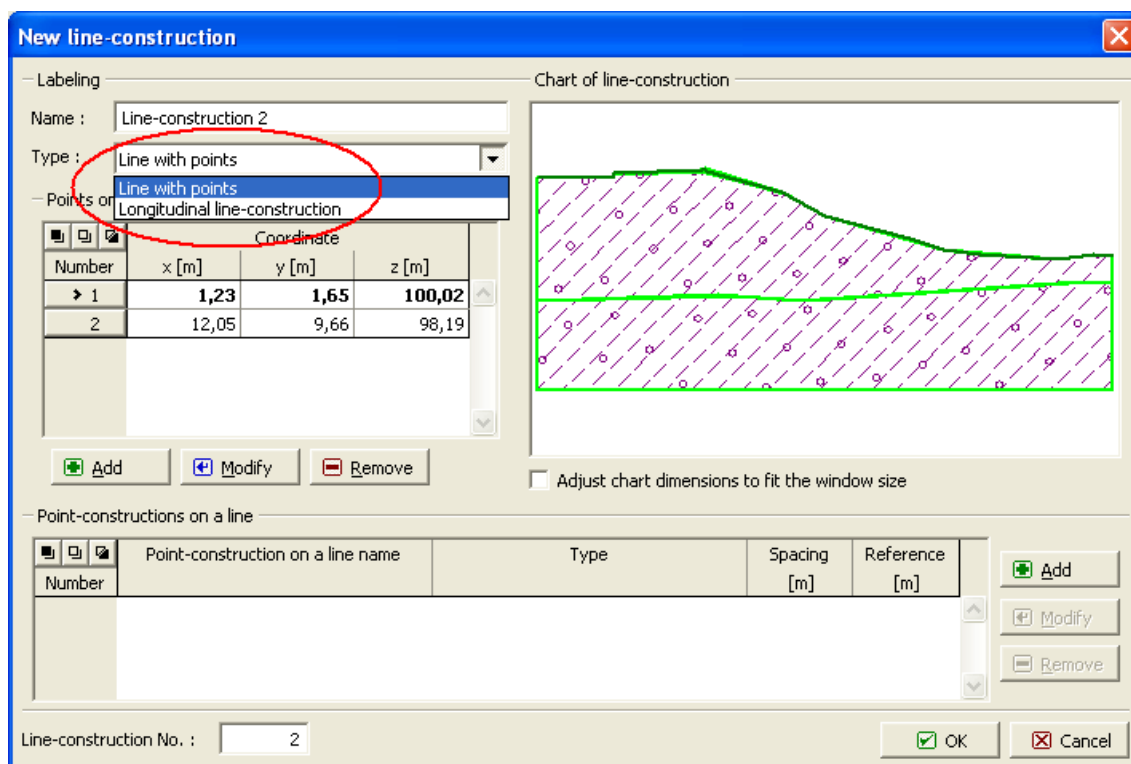 New line-construction
Labeling
Name :
Line-construction 2
Type :
Line with points
Line with points
Longitudinal line-construction
Points on
Coordinate
Number
x [m]
y [m]
z [m]
1
1,23
1,65
100,02
2
12,05
9,66
98,19
Add
Modify
Remove
Chart of line-construction
Adjust chart dimensions to fit the window size
Point-constructions on a line
Number
Point-construction on a line name
Type
Spacing
[m]
Reference
[m]
Add
Modify
Remove
Line-construction No. :
2
OK
Cancel